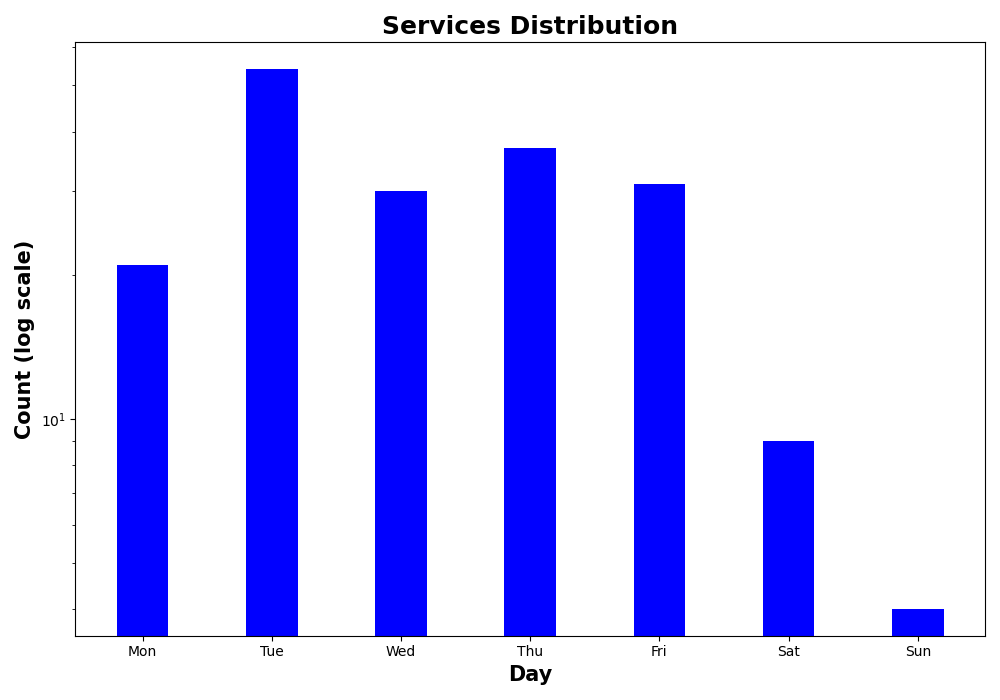 Services Distribution
Count (log scale)
10¹
Mon Tue Wed Thu Fri Sat Sun
Day